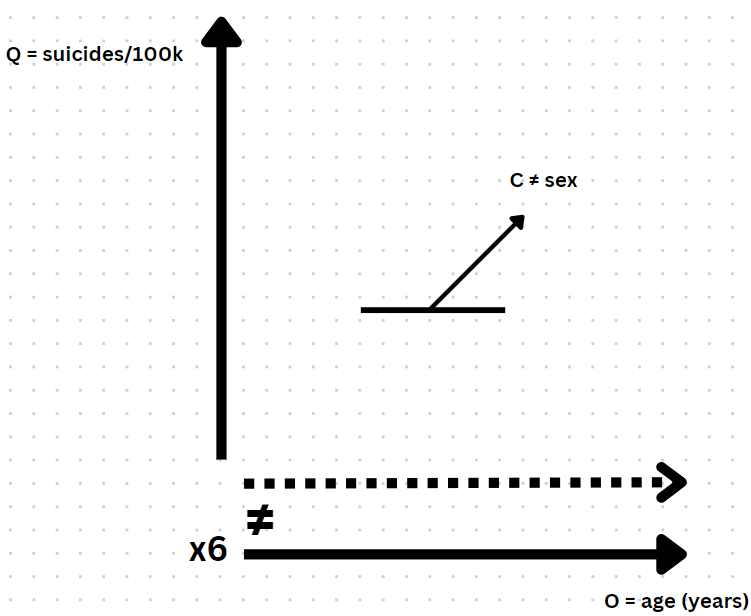 Q = suicides/100k
C ≠ sex
≠
x6
O = age (years)